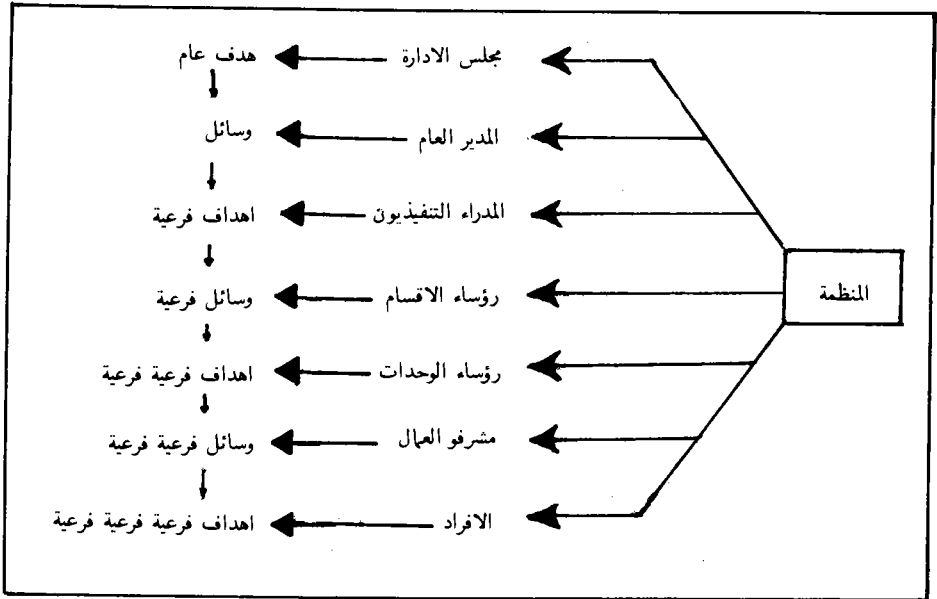 مجلس الادارة هدف عام
المدير العام وسائل
المدراء التنفيذيون اهداف فرعية
المنظمة
رؤساء الاقسام وسائل فرعية
رؤساء الوحدات اهداف فرعية فرعية
مشرفو العمال وسائل فرعية فرعية
الافراد اهداف فرعية فرعية فرعية